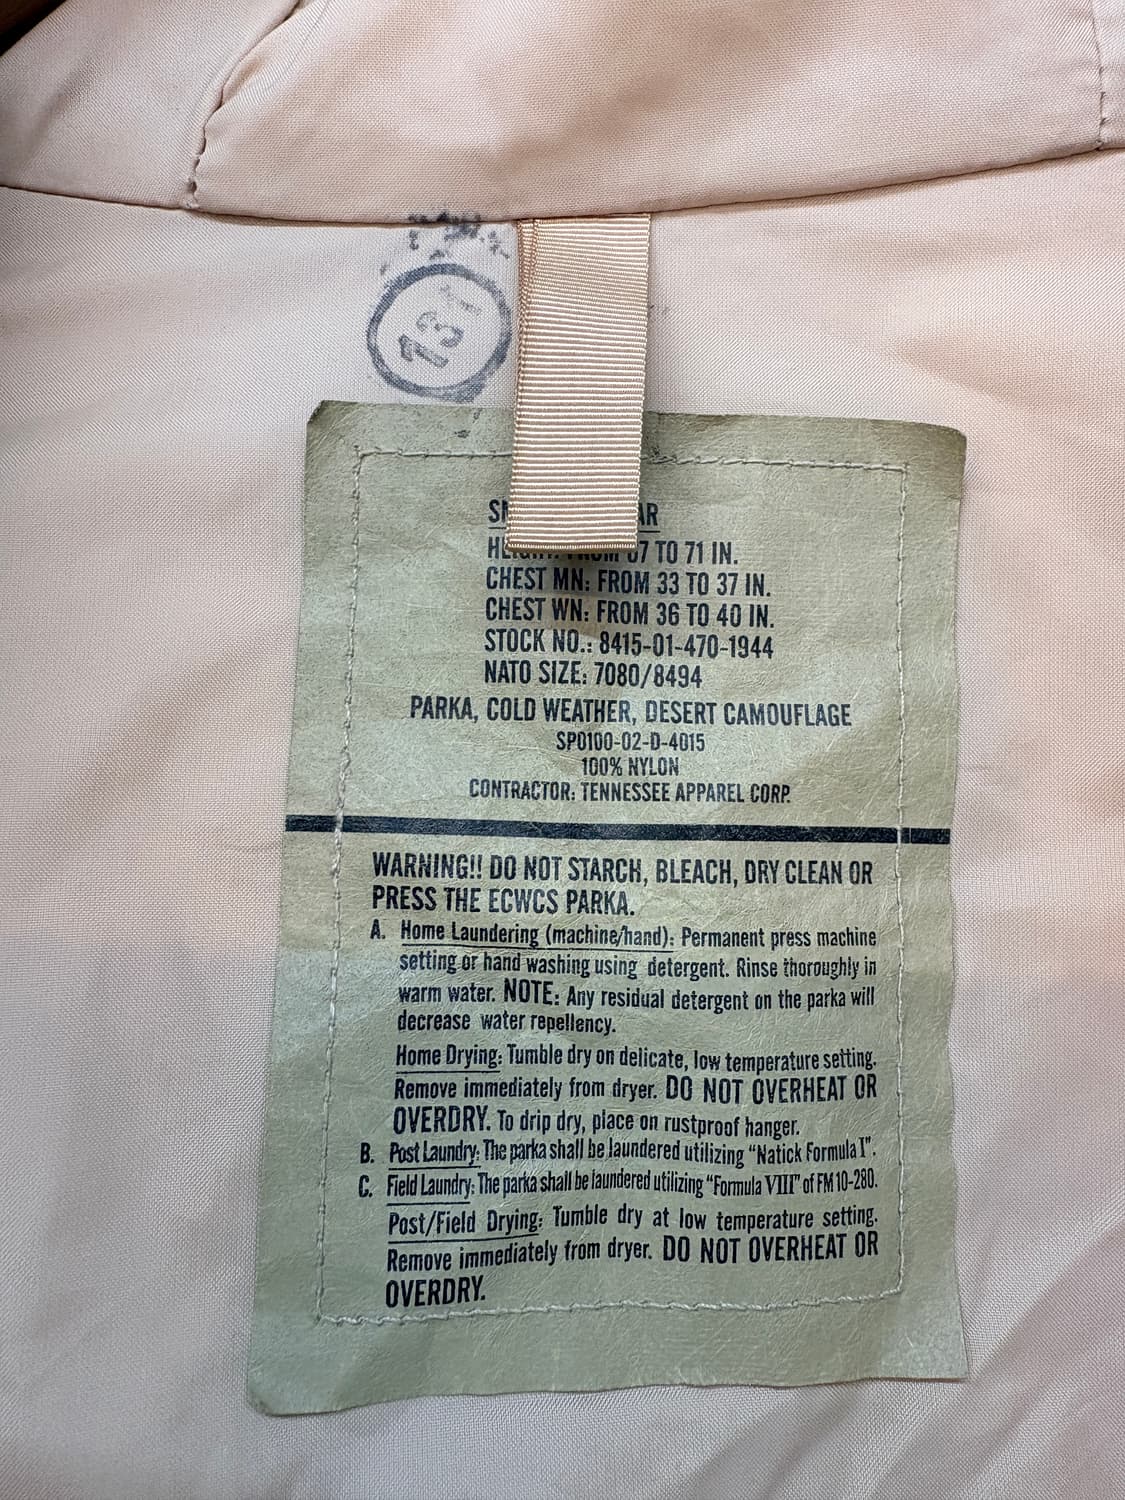 13
HEIGHT: FROM 67 TO 71 IN.
CHEST MN: FROM 33 TO 37 IN.
CHEST WN: FROM 36 TO 40 IN.
STOCK NO.: 8415-01-470-1944
NATO SIZE: 7080/8494
PARKA, COLD WEATHER, DESERT CAMOUFLAGE
SP0100-02-D-4015
100% NYLON
CONTRACTOR: TENNESSEE APPAREL CORP.
WARNING!! DO NOT STARCH, BLEACH, DRY CLEAN OR
PRESS THE ECWCS PARKA.
A. Home Laundering (machine/hand): Permanent press machine
setting or hand washing using detergent. Rinse thoroughly in
warm water. NOTE: Any residual detergent on the parka will
decrease water repellency.
Home Drying: Tumble dry on delicate, low temperature setting.
Remove immediately from dryer. DO NOT OVERHEAT OR
OVERDRY. To drip dry, place on rustproof hanger.
B. Post Laundry: The parka shall be laundered utilizing "Natick Formula I".
C. Field Laundry: The parka shall be laundered utilizing "Formula VIII" of FM 10-280.
Post/Field Drying: Tumble dry at low temperature setting.
Remove immediately from dryer. DO NOT OVERHEAT OR
OVERDRY.